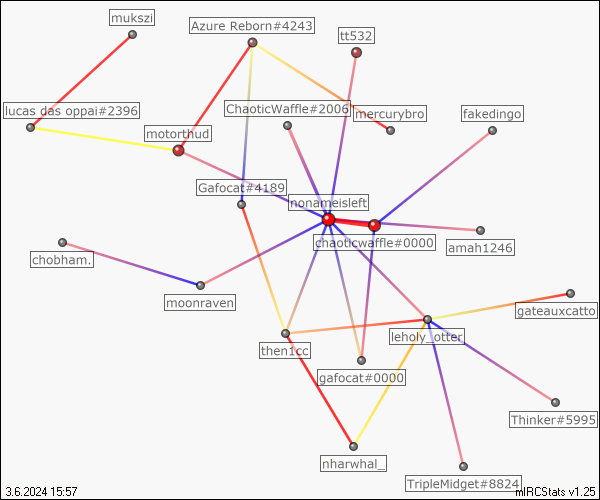 mukszi
Azure Reborn#4243
tt532
lucas das oppai#2396
ChaoticWaffle#2006
mercurybro
fakedingo
motorthud
Gafocat#4189
nonameisleft
chaoticwaffle#0000
amah1246
chobham.
moonraven
gateauxcatto
leholy_otter
then1cc
gafocat#0000
Thinker#5995
nharwhal_
TripleMidget#8824
3.6.2024 15:57
mIRCStats v1.25